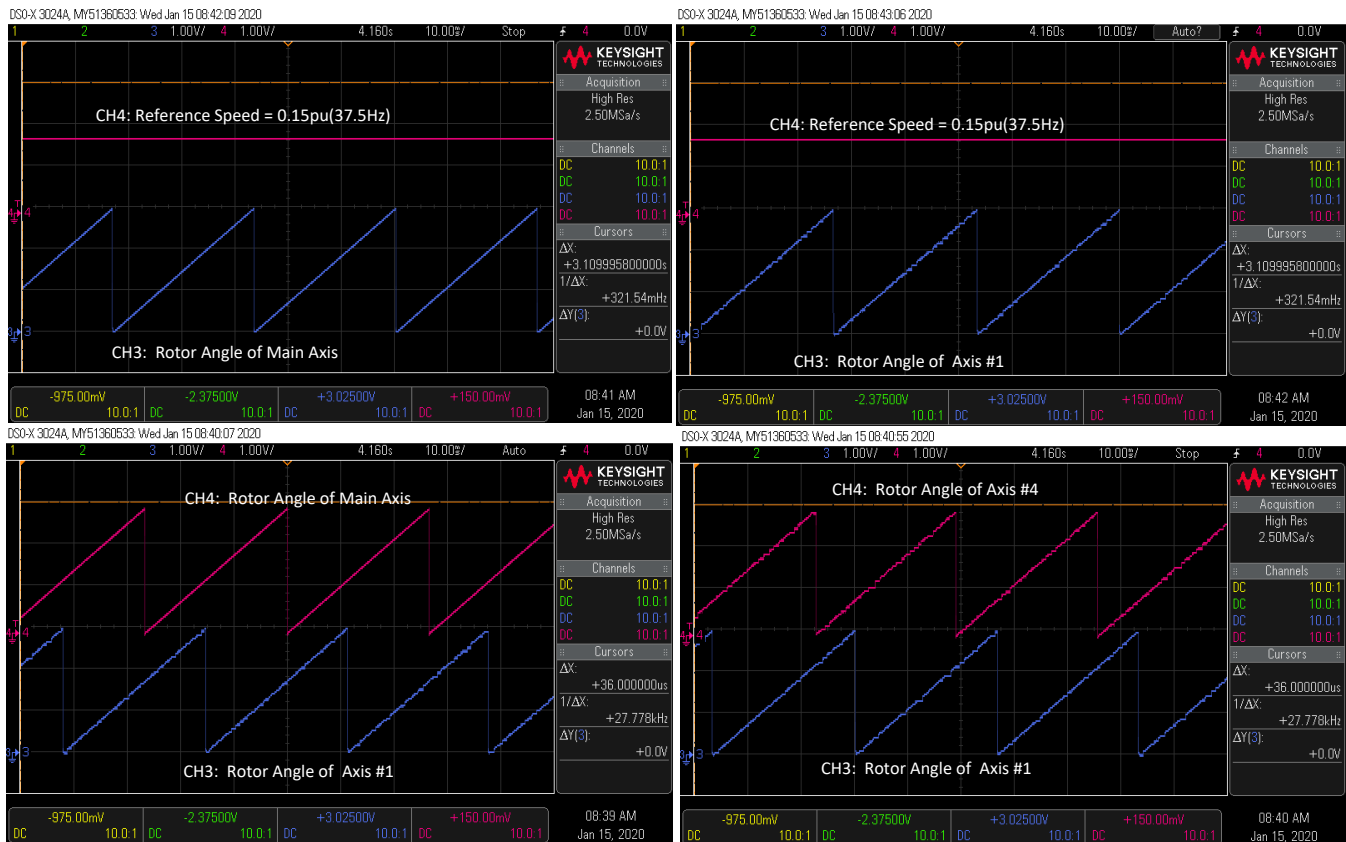 DSO-X 3024A, MY51360533: Wed Jan 15 08:42:09 2020
1 2 3 1.00V/ 4 1.00V/ 4.160s 10.00ms/ Stop 4 0.0V
KEYSIGHT
TECHNOLOGIES
Acquisition
High Res
2.50MSa/s
Channels
DC 10.0:1
DC 10.0:1
DC 10.0:1
DC 10.0:1
Cursors
ΔX:
+3.109995800000s
1/ΔX:
+321.54mHz
ΔY(3):
+0.0V
CH4: Reference Speed = 0.15pu(37.5Hz)
4 4
3 3
CH3: Rotor Angle of Main Axis
-975.00mV -2.37500V +3.02500V +150.00mV
DC 10.0:1 DC 10.0:1 DC 10.0:1 DC 10.0:1
08:41 AM
Jan 15, 2020
DSO-X 3024A, MY51360533: Wed Jan 15 08:43:06 2020
1 2 3 1.00V/ 4 1.00V/ 4.160s 10.00ms/ Auto? 4 0.0V
KEYSIGHT
TECHNOLOGIES
Acquisition
High Res
2.50MSa/s
Channels
DC 10.0:1
DC 10.0:1
DC 10.0:1
DC 10.0:1
Cursors
ΔX:
+3.109995800000s
1/ΔX:
+321.54mHz
ΔY(3):
+0.0V
CH4: Reference Speed = 0.15pu(37.5Hz)
4 4
3 3
CH3: Rotor Angle of Axis #1
-975.00mV -2.37500V +3.02500V +150.00mV
DC 10.0:1 DC 10.0:1 DC 10.0:1 DC 10.0:1
08:42 AM
Jan 15, 2020
DSO-X 3024A, MY51360533: Wed Jan 15 08:40:07 2020
1 2 3 1.00V/ 4 1.00V/ 4.160s 10.00ms/ Auto 4 0.0V
KEYSIGHT
TECHNOLOGIES
Acquisition
High Res
2.50MSa/s
Channels
DC 10.0:1
DC 10.0:1
DC 10.0:1
DC 10.0:1
Cursors
ΔX:
+36.000000us
1/ΔX:
+27.778kHz
ΔY(3):
+0.0V
CH4: Rotor Angle of Main Axis
4 4
3 3
CH3: Rotor Angle of Axis #1
-975.00mV -2.37500V +3.02500V +150.00mV
DC 10.0:1 DC 10.0:1 DC 10.0:1 DC 10.0:1
08:39 AM
Jan 15, 2020
DSO-X 3024A, MY51360533: Wed Jan 15 08:40:55 2020
1 2 3 1.00V/ 4 1.00V/ 4.160s 10.00ms/ Stop 4 0.0V
KEYSIGHT
TECHNOLOGIES
Acquisition
High Res
2.50MSa/s
Channels
DC 10.0:1
DC 10.0:1
DC 10.0:1
DC 10.0:1
Cursors
ΔX:
+36.000000us
1/ΔX:
+27.778kHz
ΔY(3):
+0.0V
CH4: Rotor Angle of Axis #4
4 4
3 3
CH3: Rotor Angle of Axis #1
-975.00mV -2.37500V +3.02500V +150.00mV
DC 10.0:1 DC 10.0:1 DC 10.0:1 DC 10.0:1
08:40 AM
Jan 15, 2020